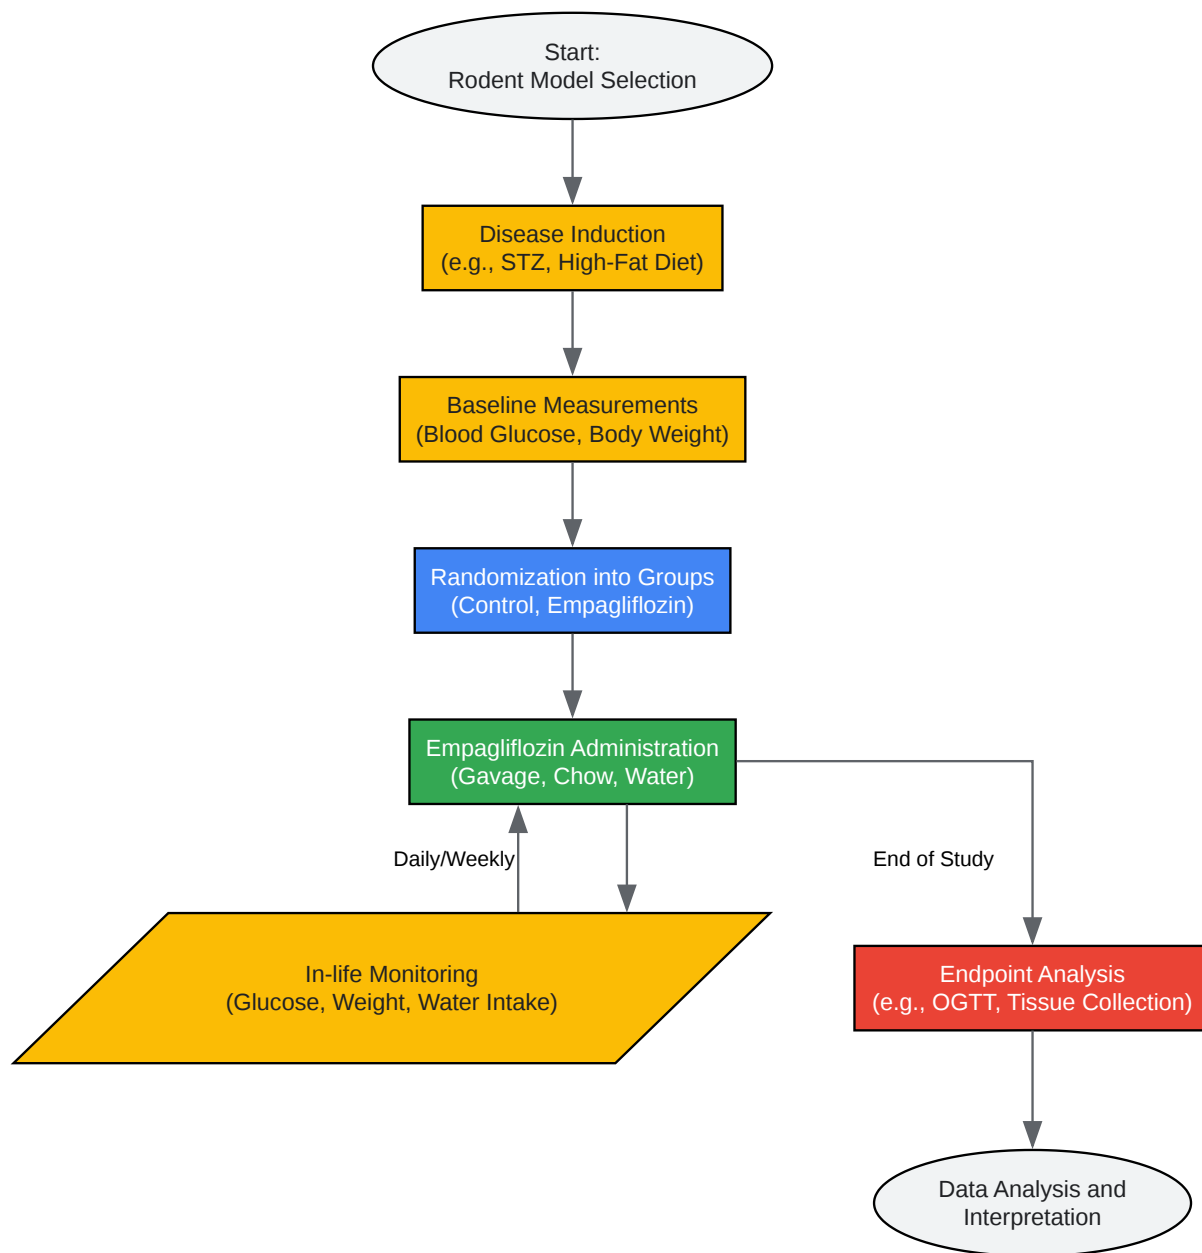 Start:
Rodent Model Selection
Disease Induction
(e.g., STZ, High-Fat Diet)
Baseline Measurements
(Blood Glucose, Body Weight)
Randomization into Groups
(Control, Empagliflozin)
Empagliflozin Administration
(Gavage, Chow, Water)
Daily/Weekly
End of Study
In-life Monitoring
(Glucose, Weight, Water Intake)
Endpoint Analysis
(e.g., OGTT, Tissue Collection)
Data Analysis and
Interpretation